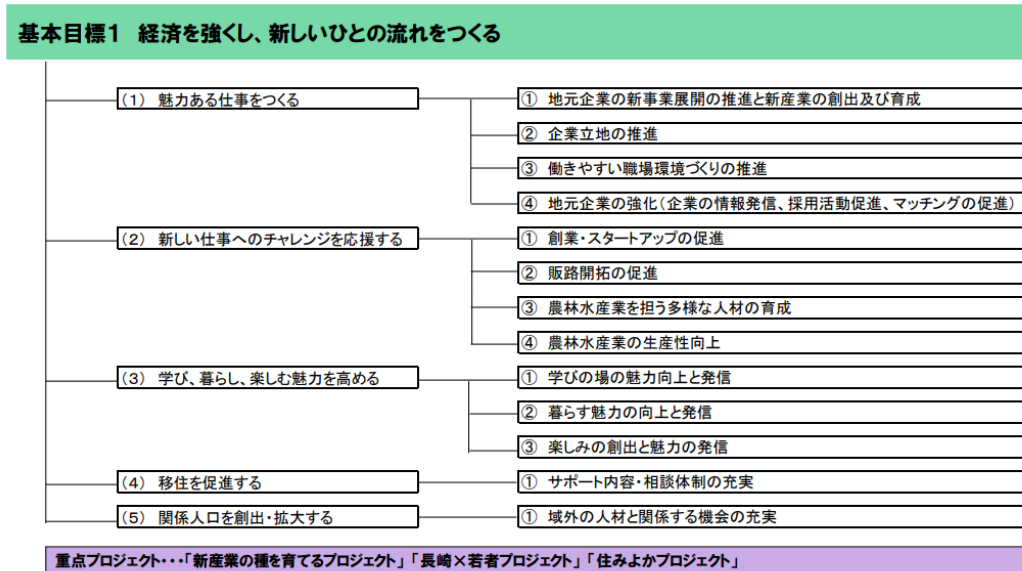 基本目標1 経済を強くし、新しいひとの流れをつくる
(1) 魅力ある仕事をつくる
① 地元企業の新事業展開の推進と新産業の創出及び育成
② 企業立地の推進
③ 働きやすい職場環境づくりの推進
④ 地元企業の強化(企業の情報発信、採用活動促進、マッチングの促進)
(2) 新しい仕事へのチャレンジを応援する
① 創業・スタートアップの促進
② 販路開拓の促進
③ 農林水産業を担う多様な人材の育成
④ 農林水産業の生産性向上
(3) 学び、暮らし、楽しむ魅力を高める
① 学びの場の魅力向上と発信
② 暮らす魅力の向上と発信
③ 楽しみの創出と魅力の発信
(4) 移住を促進する
① サポート内容・相談体制の充実
(5) 関係人口を創出・拡大する
① 域外の人材と関係する機会の充実
重点プロジェクト・・・「新産業の種を育てるプロジェクト」「長崎×若者プロジェクト」「住みよかプロジェクト」